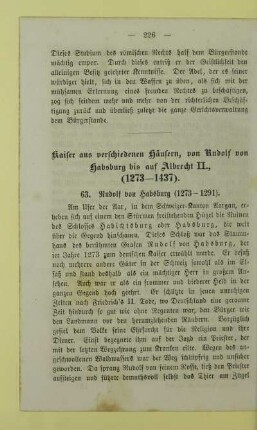 — 226 —
Dieses Studium des römischen Rechts half dem Bürgerstande
mächtig empor. Durch dieses entriß er der Geistlichkeit den
alleinigen Besitz gelehrter Kenntnisse. Der Adel, der es immer
würdiger hielt, sich in den Waffen zu üben, als sich mit der
mühsamen Erlernung eines fremden Rechtes zu beschäftigen,
zog sich seitdem mehr und mehr von der richterlichen Beschäf-
tigung zurück und überließ zuletzt die ganze Gerichtsverwaltung
dem Bürgerstande.
Kaiser aus verschiedenen Häusern, von Rudolf von
Habsburg bis auf Albrecht II.,
(1273—1437).
63. Rudolf von Habsburg (1273—1291).
Am Ufer der Aar, in dem Schweizer-Kanton Aargau, er-
heben sich auf einem den Stürmen Hügel die Ruinen
des Schlosses Habichtsburg oder Habsburg, die weit
über die Gegend hinschauen. Dieses Schloß war das Stamm-
haus des berühmten Grafen Rudolf von Habsburg, der
im Jahre 1273 zum deutschen Kaiser erwählt wurde. Er besaß
noch mehrere andere Güter in der Schweiz sowohl als im El-
saß und stand deshalb als ein mächtiger Herr in großem An-
sehen. Auch war er als ein frommer und biederer Held in der
ganzen Gegend hoch geehrt. Er schützte in jenen unruhigen
Zeiten nach Friedrich's II. Tode, wo Deutschland eine geraume
Zeit hindurch so gut wie ohne Regenten war, den Bürger wie
den Landmann vor herumziehenden Räubern. Vorzüglich
gefiel dem Volke seine Ehrfurcht für die Religion und ihre
Diener. Einst begegnete ihm auf der Jagd ein Priester, der
mit der letzten Wegzehrung zum Kranken eilte. Wegen des ange-
schwollenen Waldwassers war der Weg und unsicher
geworden. Da sprang Rudolf von seinem Rosse, ließ den Priester
aufsteigen und führte demuthsvoll selbst das Thier am Zügel